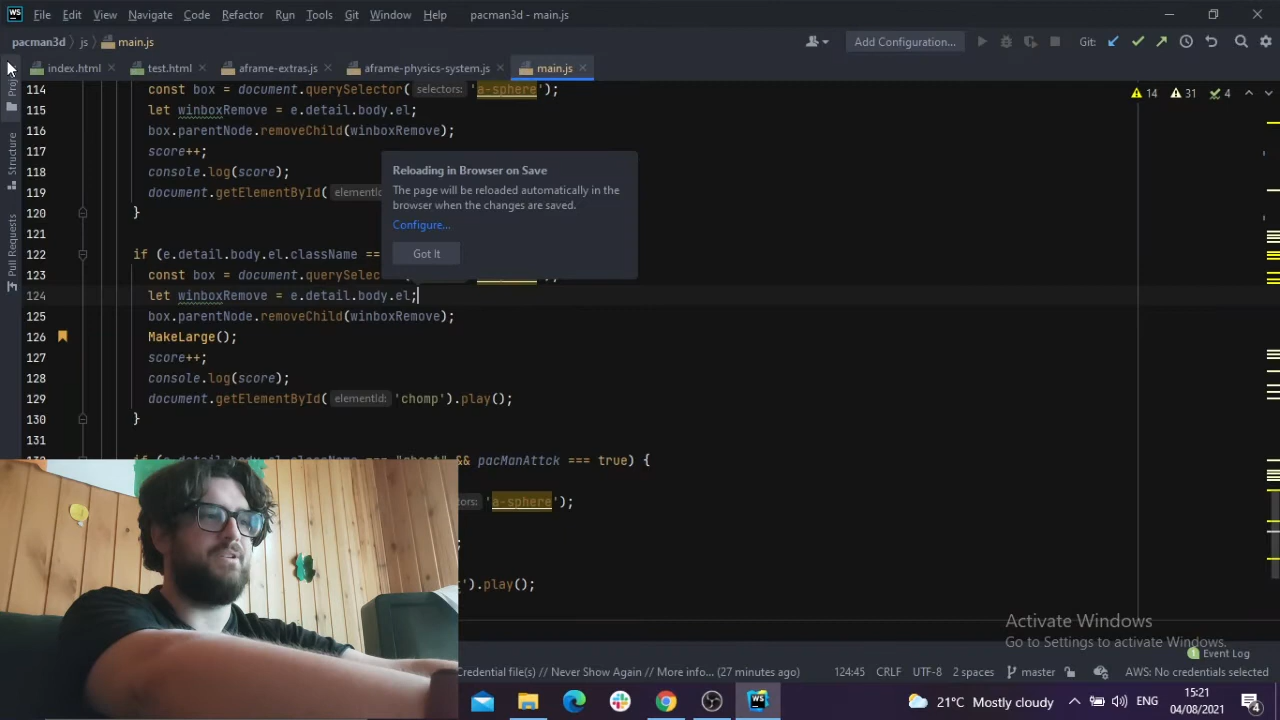 WS File Edit View Navigate Code Refactor Run Tools Git Window Help pacman3d - main.js
pacman3d js main.js Add Configuration... Git:
index.html test.html aframe-extras.js aframe-physics-system.js main.js
Project
Structure
Pull Requests
14 31 4
114 const box = document.querySelector( selectors: 'a-sphere');
115 let winboxRemove = e.detail.body.el;
116 box.parentNode.removeChild(winboxRemove);
117 score++;
118 console.log(score);
119 document.getElementById( elementId
120 }
121
122 if (e.detail.body.el.className ==
123 const box = document.querySelec
124 let winboxRemove = e.detail.body.el;
125 box.parentNode.removeChild(winboxRemove);
126 MakeLarge();
127 score++;
128 console.log(score);
129 document.getElementById( elementId: 'chomp').play();
130 }
131
pacManAttck === true) {
ors: 'a-sphere');
;
').play();
Reloading in Browser on Save
The page will be reloaded automatically in the
browser when the changes are saved.
Configure...
Got It
Activate Windows
Go to Settings to activate Windows.
1 Event Log
Credential file(s) // Never Show Again // More info... (27 minutes ago) 124:45 CRLF UTF-8 2 spaces master AWS: No credentials selected
WS 21°C Mostly cloudy ENG 15:21
04/08/2021 4